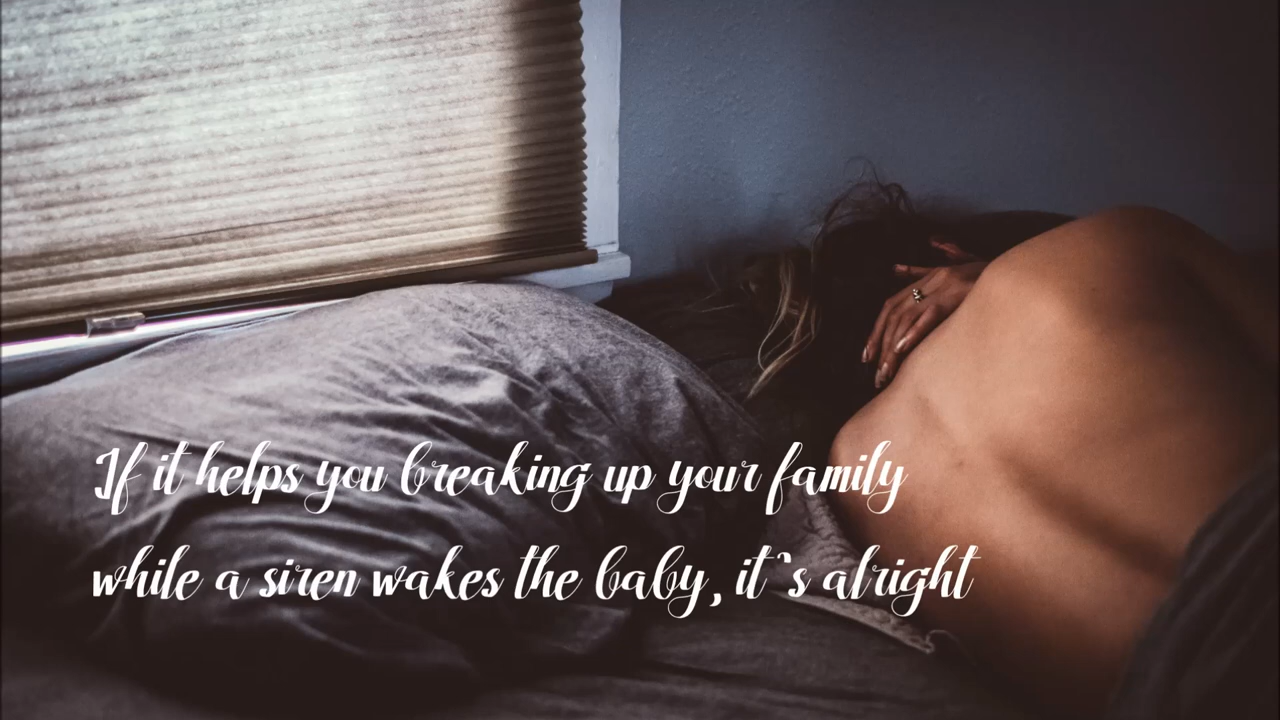 If it helps you breaking up your family
while a siren wakes the baby, it^s alright